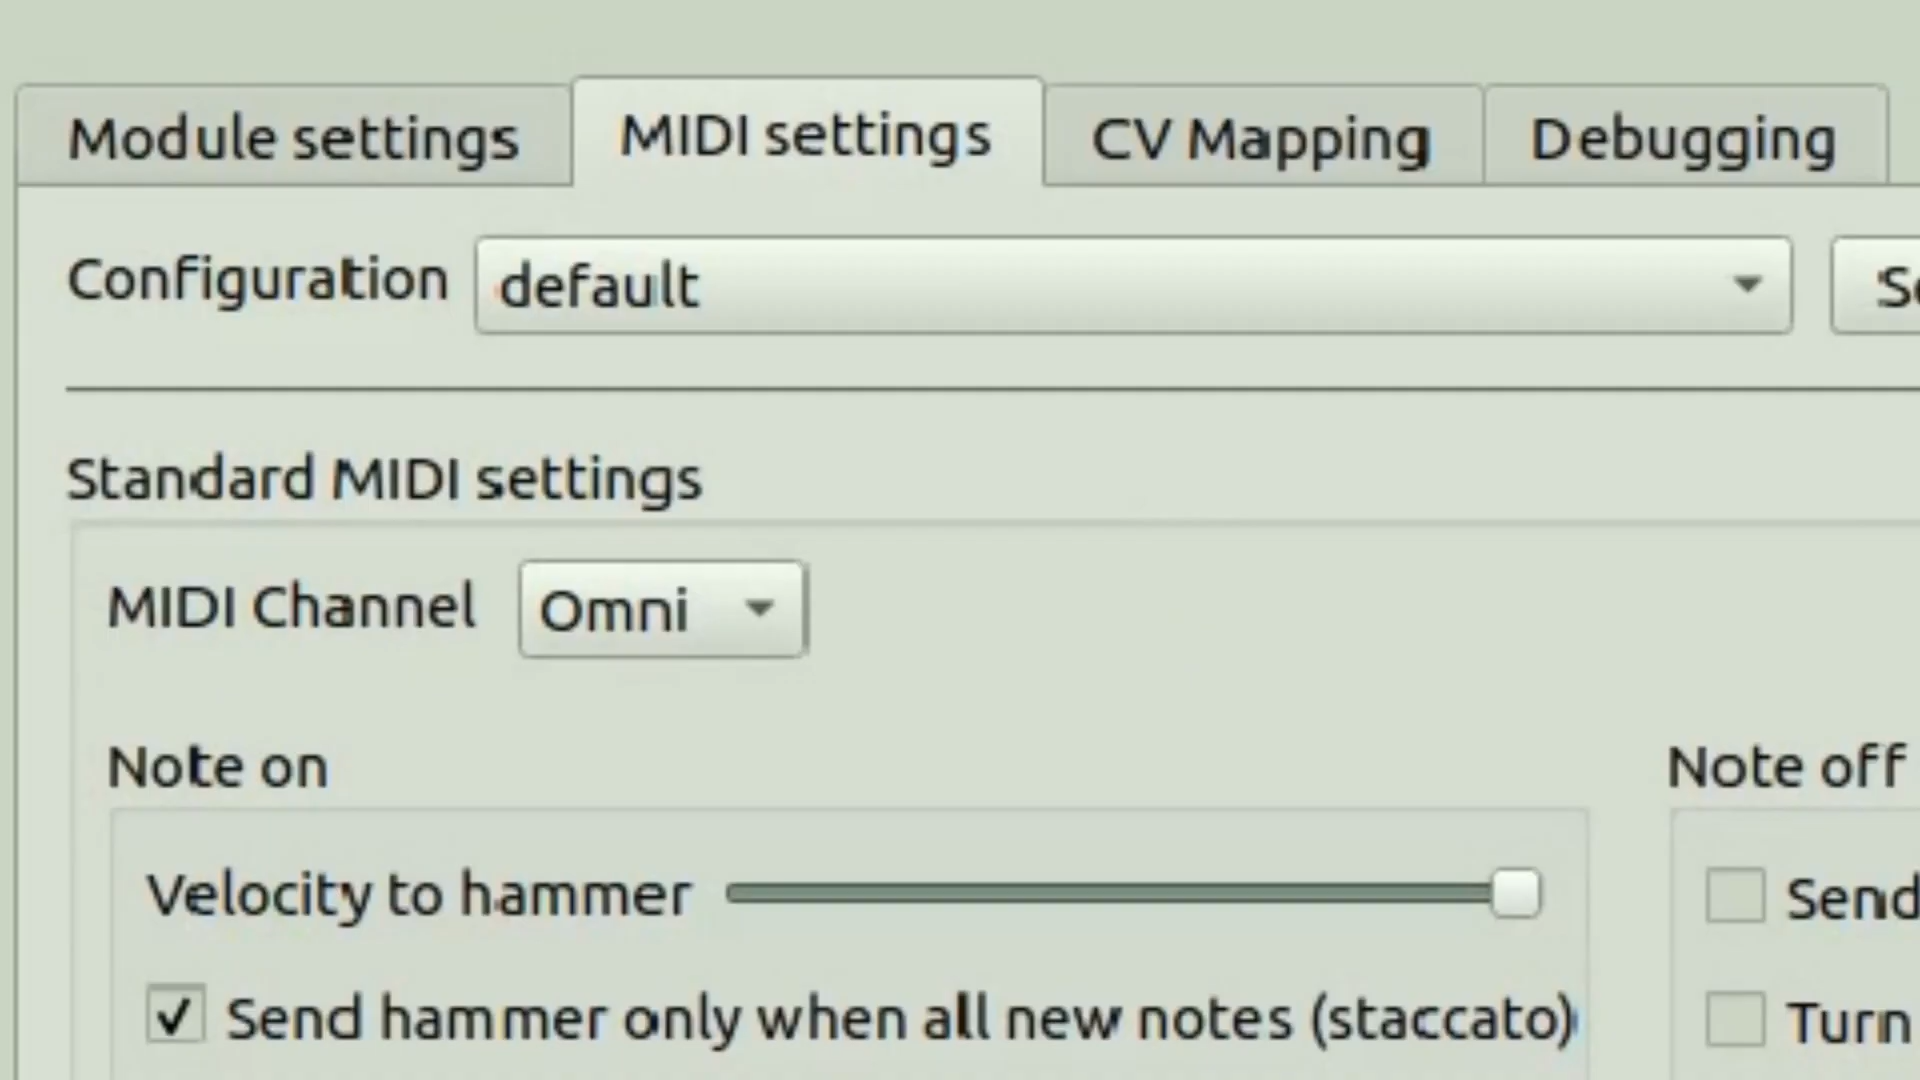 Module settings MIDI settings CV Mapping Debugging
Configuration default
Standard MIDI settings
MIDI Channel Omni
Note on Note off
Velocity to hammer Send
Send hammer only when all new notes (staccato) Turn